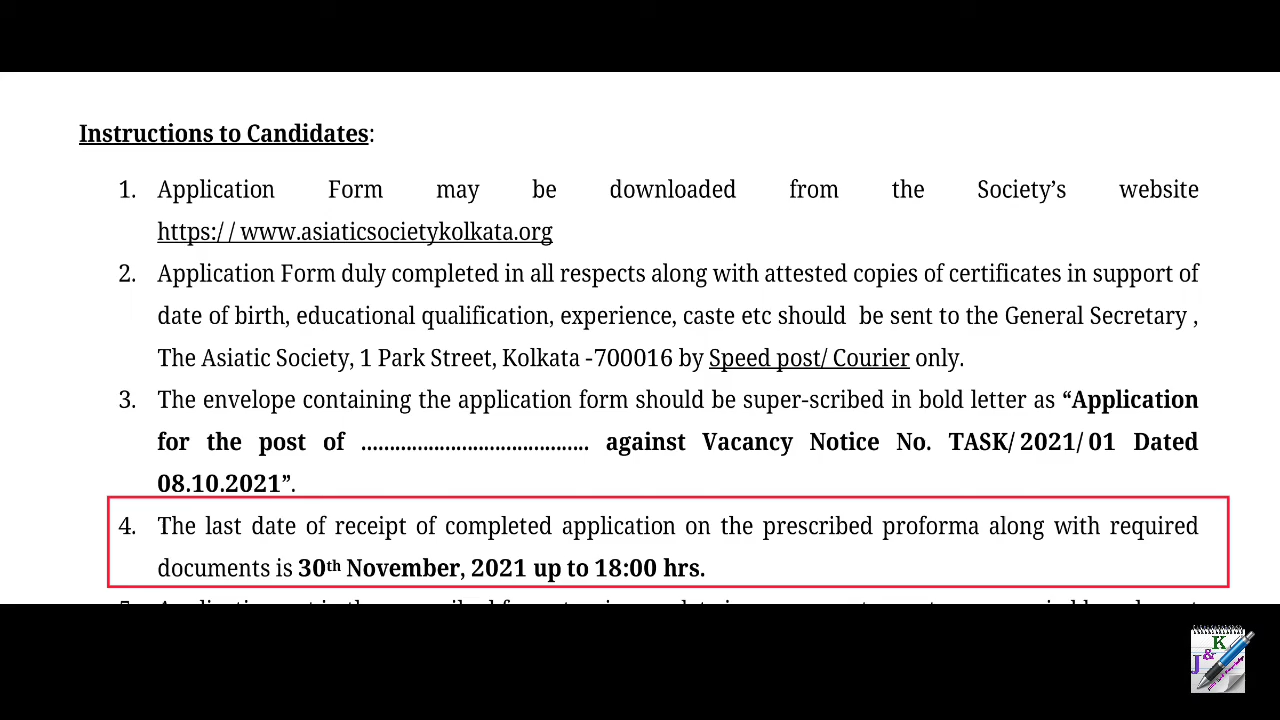 Instructions to Candidates:
1. Application Form may be downloaded from the Society's website
https://www.asiaticsocietykolkata.org
2. Application Form duly completed in all respects along with attested copies of certificates in support of
date of birth, educational qualification, experience, caste etc should be sent to the General Secretary ,
The Asiatic Society, 1 Park Street, Kolkata -700016 by Speed post/ Courier only.
3. The envelope containing the application form should be super-scribed in bold letter as “Application
for the post of ....................................... against Vacancy Notice No. TASK/2021/01 Dated
08.10.2021”.
4. The last date of receipt of completed application on the prescribed proforma along with required
documents is 30th November, 2021 up to 18:00 hrs.
J&K